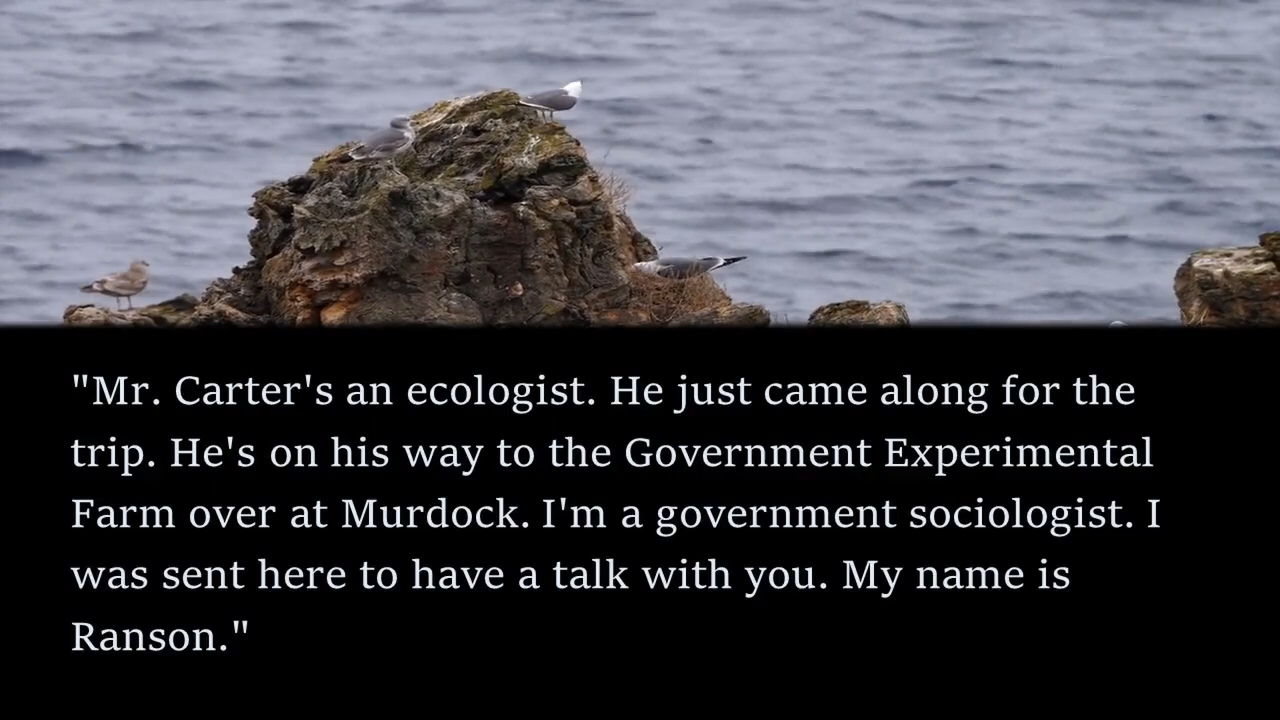 "Mr. Carter's an ecologist. He just came along for the
trip. He's on his way to the Government Experimental
Farm over at Murdock. I'm a government sociologist. I
was sent here to have a talk with you. My name is
Ranson."